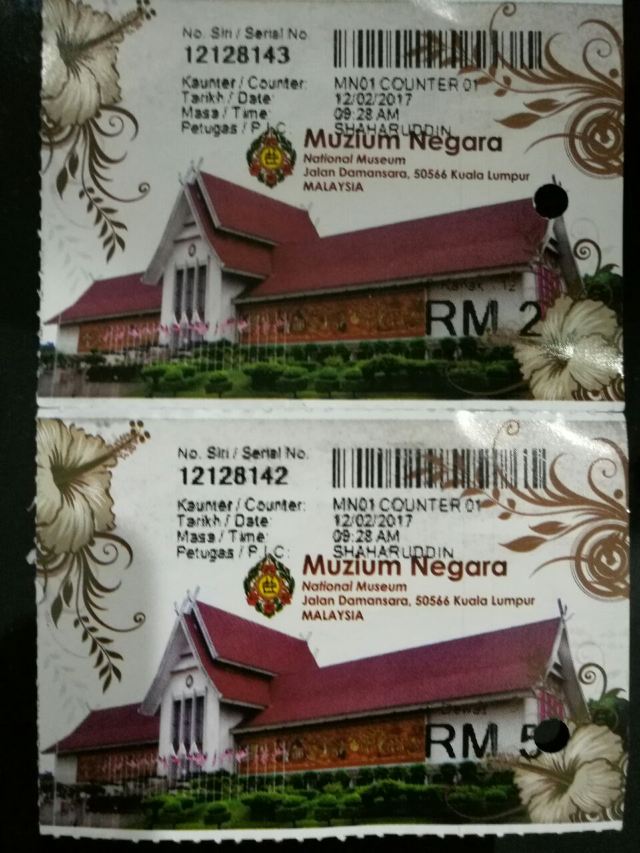 No. Siri / Serial No.
12128143
Kaunter / Counter: MN01 COUNTER 01
Tarikh / Date: 12/02/2017
Masa / Time: 09:28 AM
Petugas / P.I.C: SHAHARUDDIN
Muzium Negara
National Museum
Jalan Damansara, 50566 Kuala Lumpur
MALAYSIA
RM 2
No. Siri / Serial No.
12128142
Kaunter / Counter: MN01 COUNTER 01
Tarikh / Date: 12/02/2017
Masa / Time: 09:28 AM
Petugas / P.I.C: SHAHARUDDIN
Muzium Negara
National Museum
Jalan Damansara, 50566 Kuala Lumpur
MALAYSIA
Dewasa
RM 5